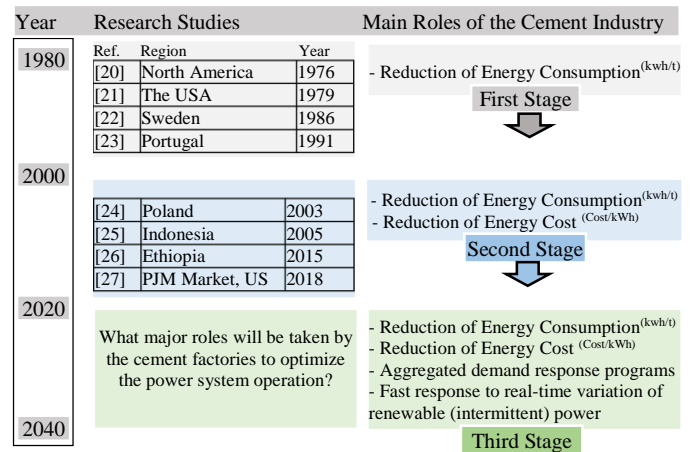 Year Research Studies Main Roles of the Cement Industry
1980
Ref. Region Year
[20] North America 1976
[21] The USA 1979
[22] Sweden 1986
[23] Portugal 1991
- Reduction of Energy Consumption(kwh/t)
First Stage
2000
[24] Poland 2003
[25] Indonesia 2005
[26] Ethiopia 2015
[27] PJM Market, US 2018
- Reduction of Energy Consumption(kwh/t)
- Reduction of Energy Cost (Cost/kWh)
Second Stage
2020
What major roles will be taken by
the cement factories to optimize
the power system operation?
- Reduction of Energy Consumption(kwh/t)
- Reduction of Energy Cost (Cost/kWh)
- Aggregated demand response programs
- Fast response to real-time variation of
renewable (intermittent) power
2040
Third Stage